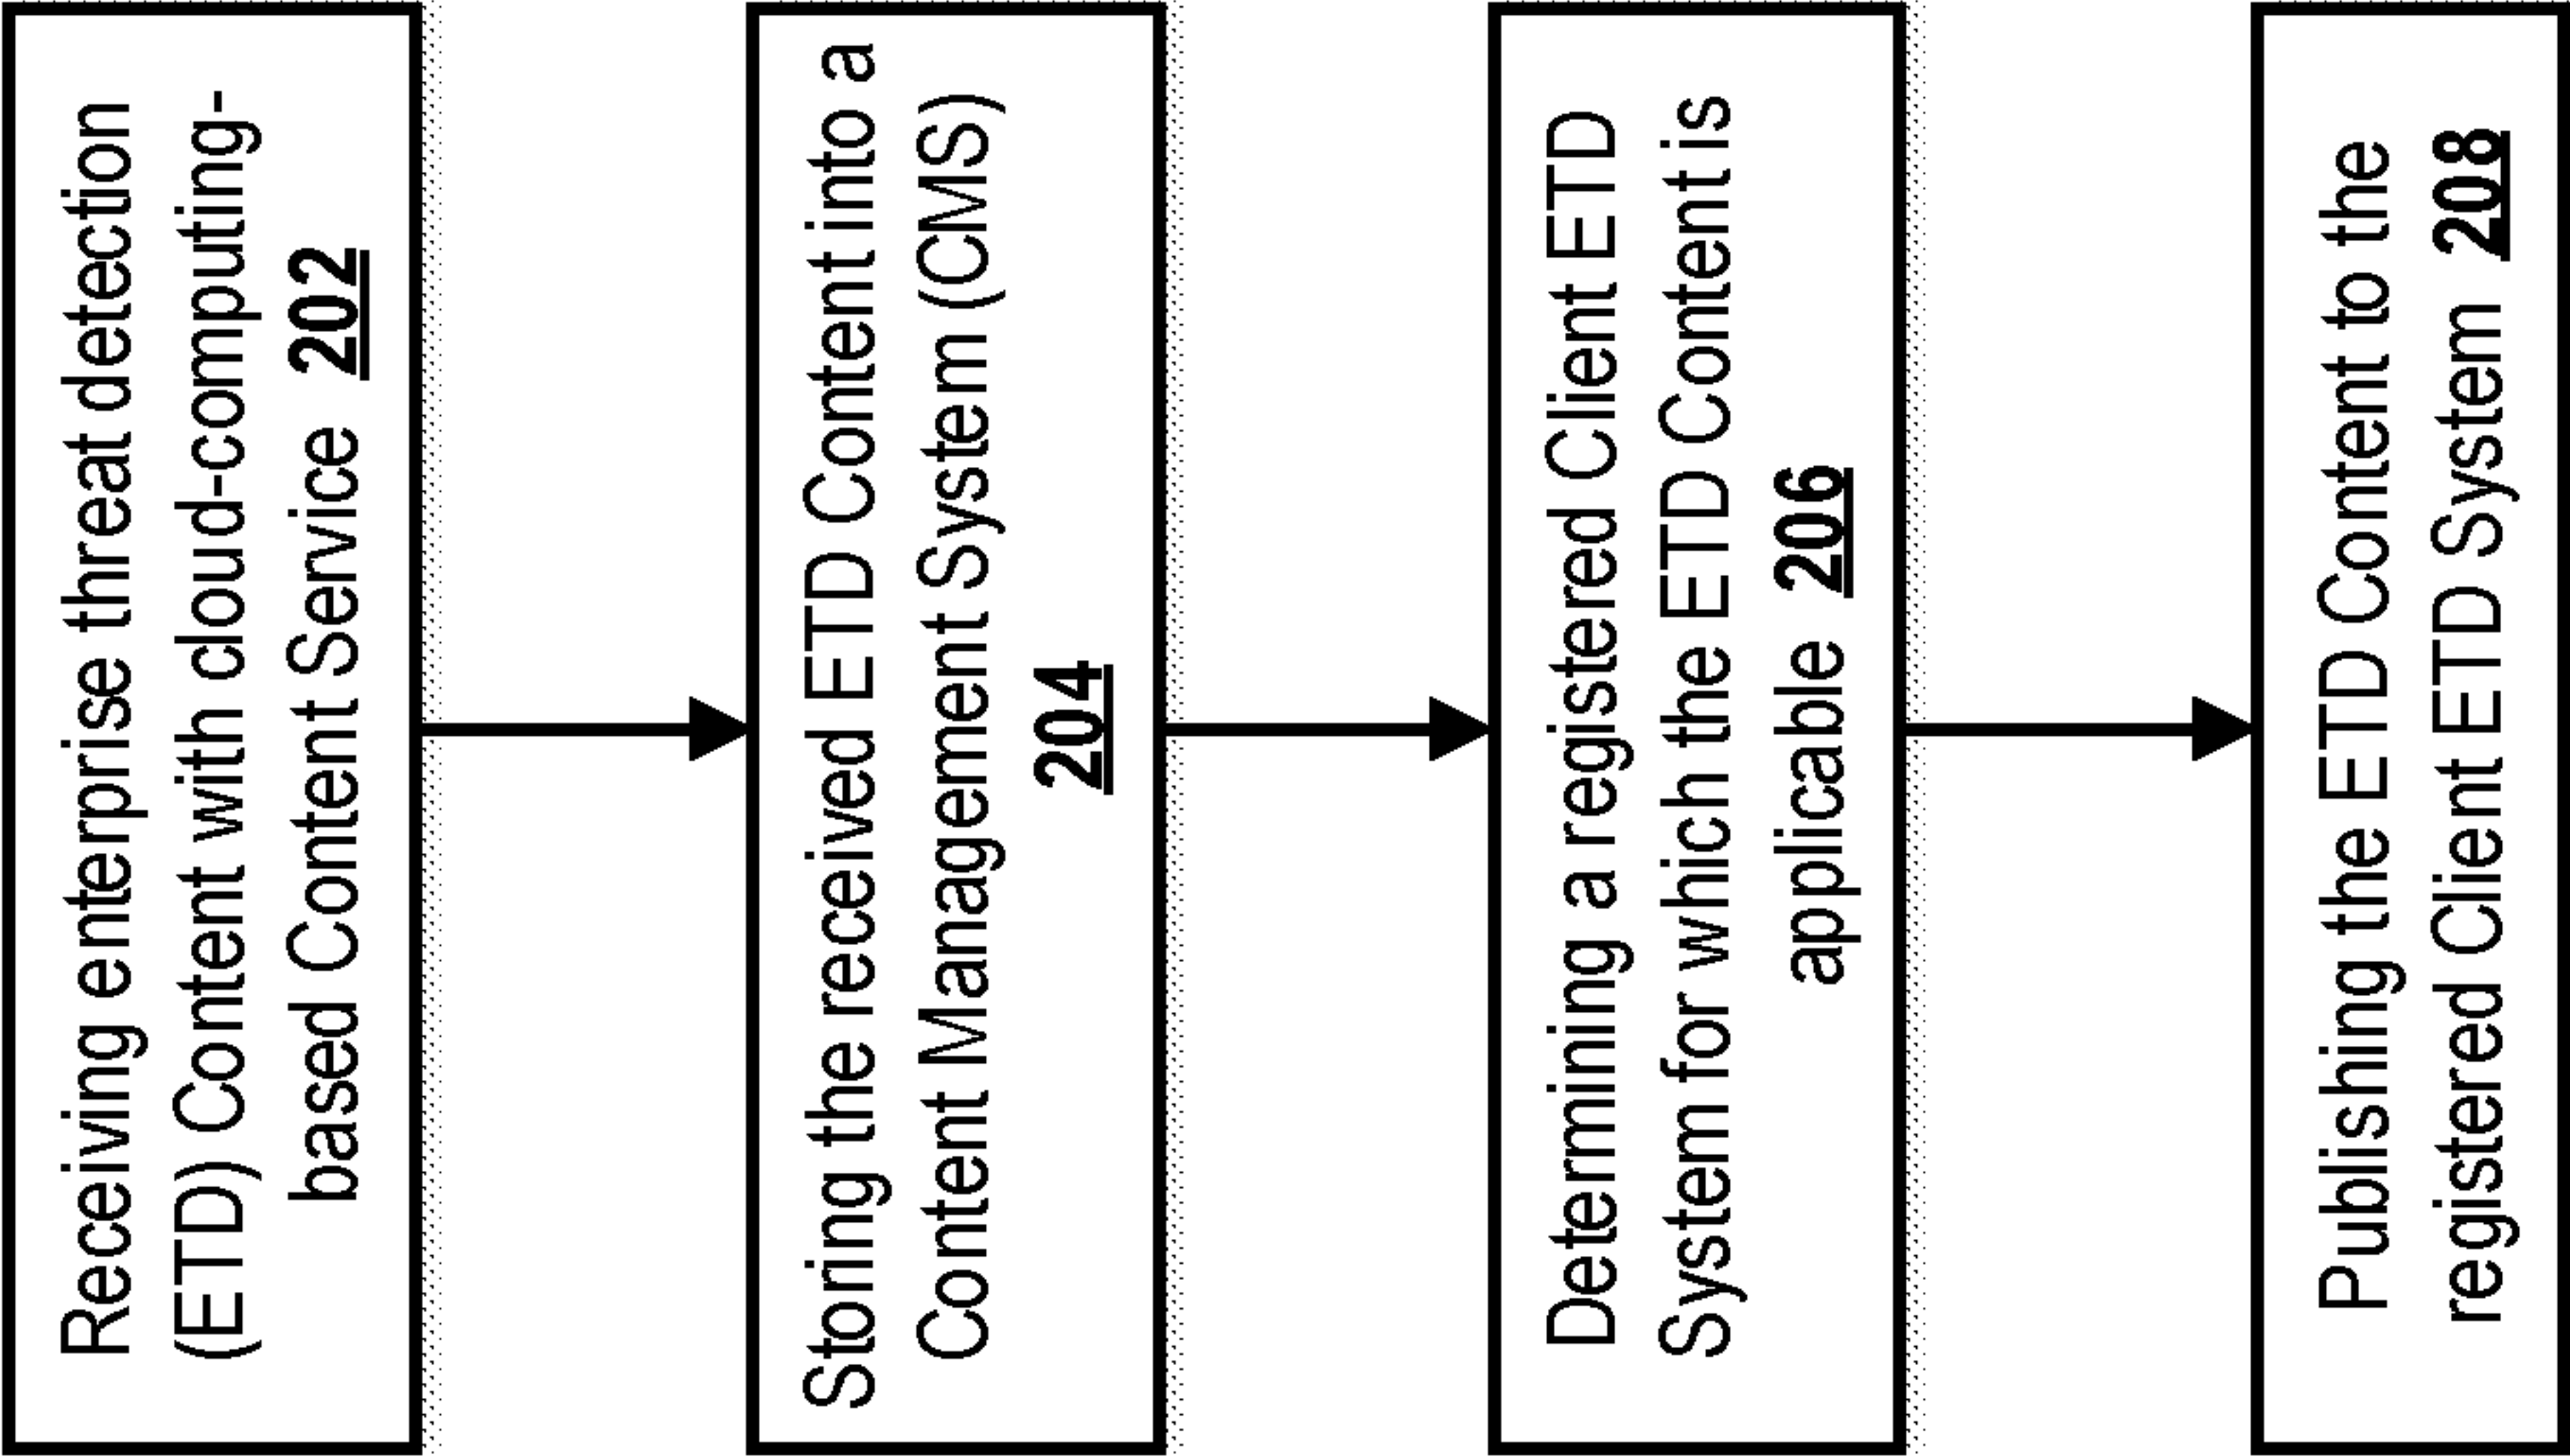 Receiving enterprise threat detection
(ETD) Content with cloud-computing-
based Content Service 202
Storing the received ETD Content into a
Content Management System (CMS)
204
Determining a registered Client ETD
System for which the ETD Content is
applicable 206
Publishing the ETD Content to the
registered Client ETD System 208